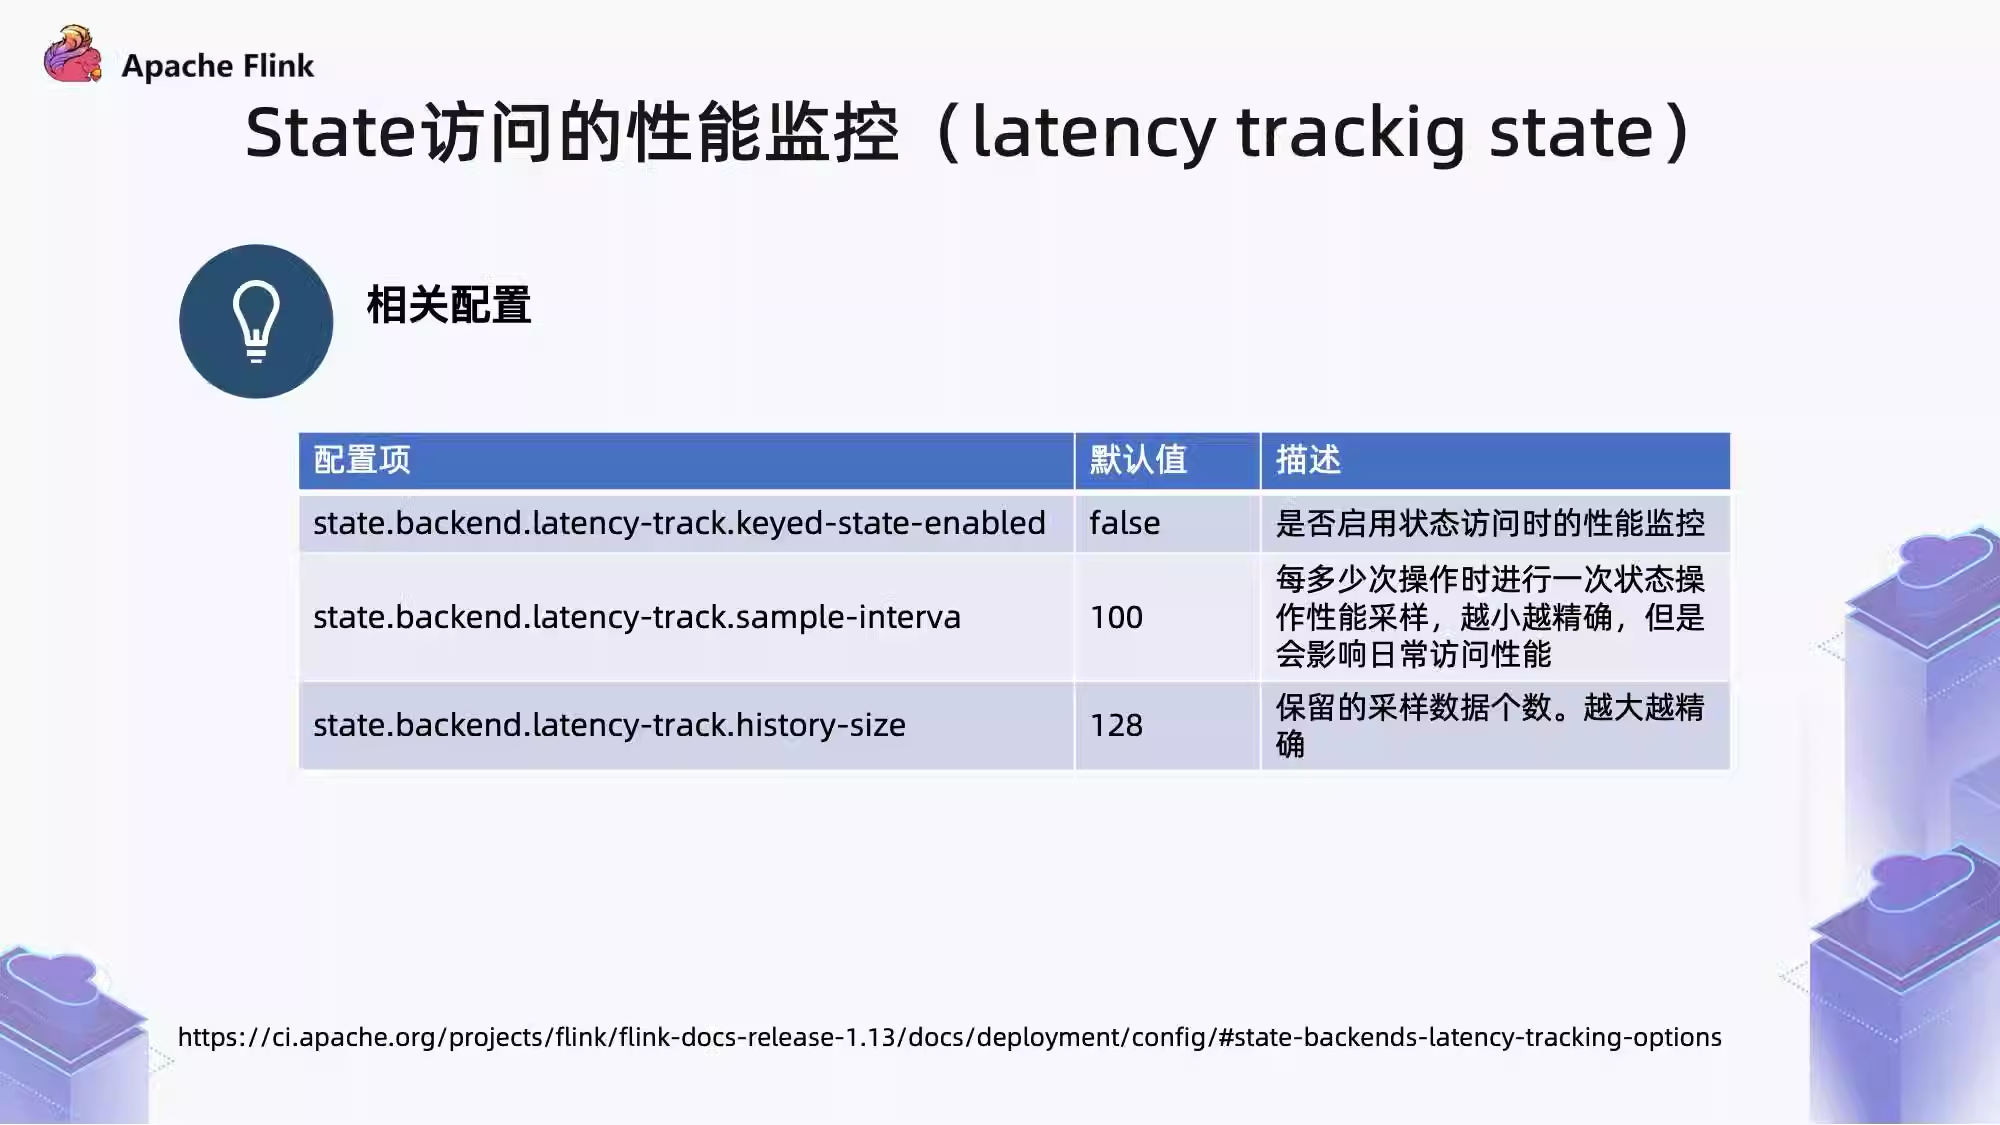 Apache Flink
State访问的性能监控（latency trackig state）
相关配置
配置项 默认值 描述
state.backend.latency-track.keyed-state-enabled false 是否启用状态访问时的性能监控
state.backend.latency-track.sample-interva 100 每多少次操作时进行一次状态操
作性能采样，越小越精确，但是
会影响日常访问性能
state.backend.latency-track.history-size 128 保留的采样数据个数。越大越精
确
https://ci.apache.org/projects/flink/flink-docs-release-1.13/docs/deployment/config/#state-backends-latency-tracking-options